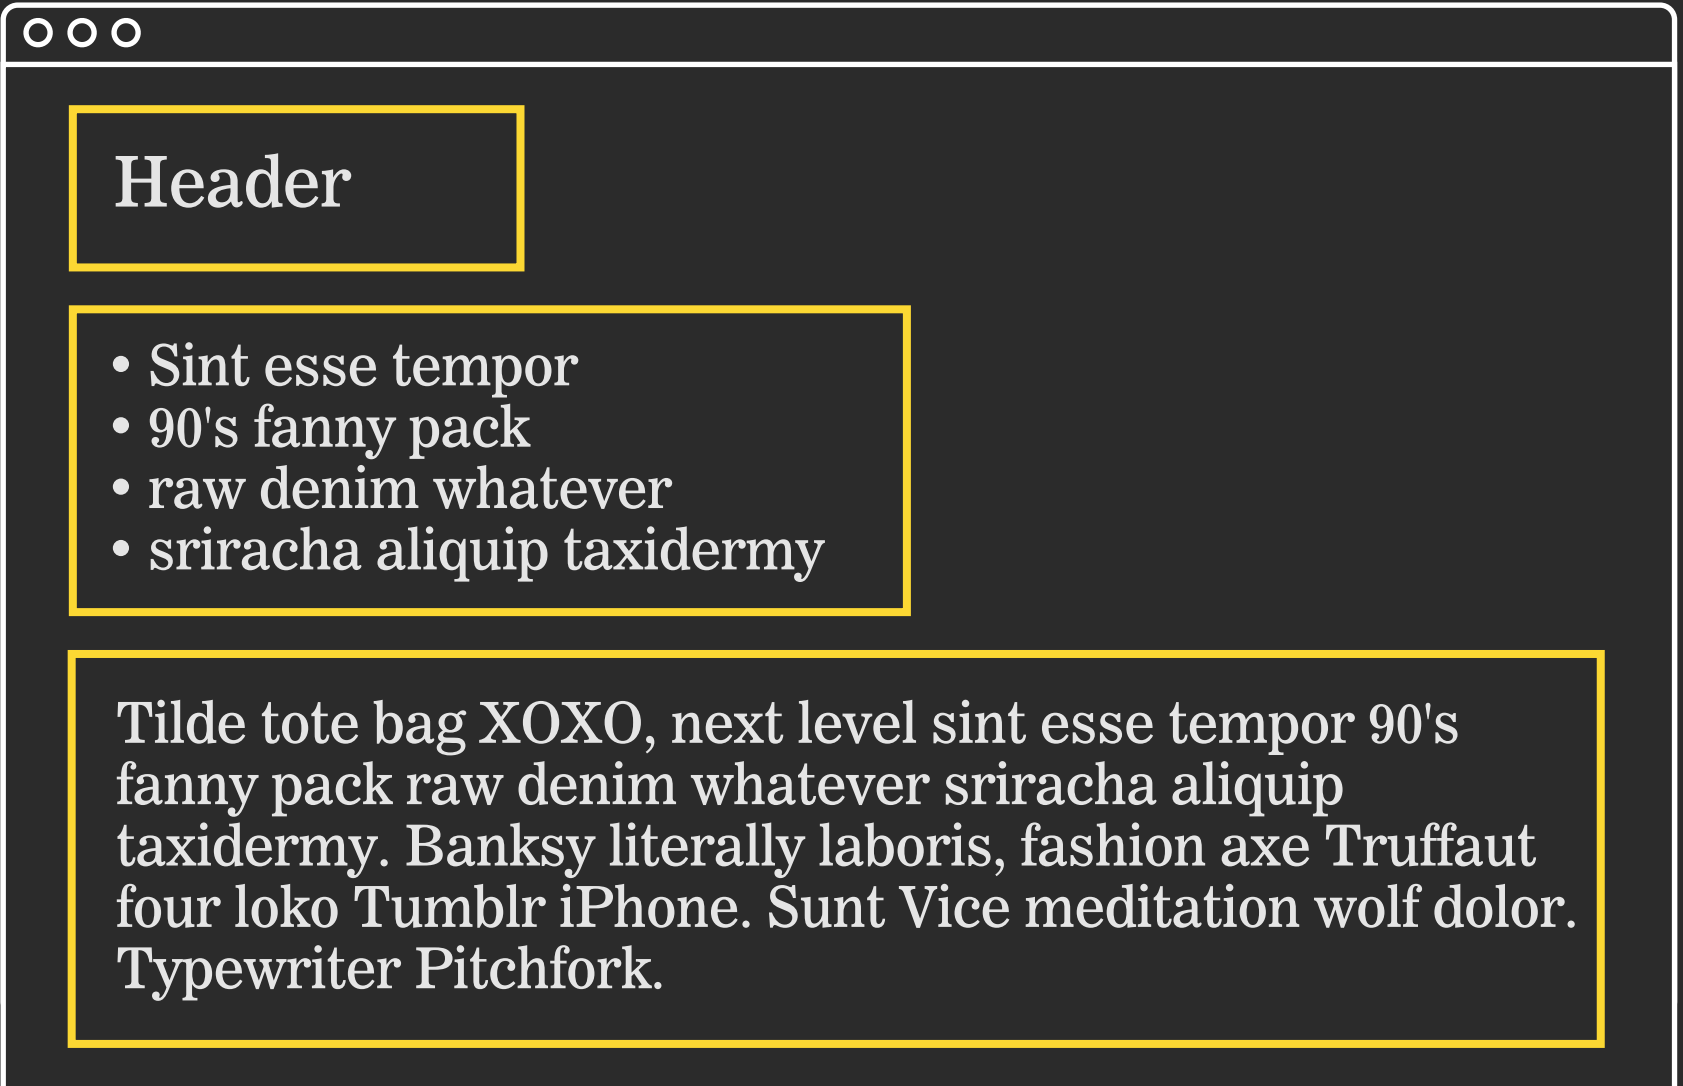 Header
• Sint esse tempor
• 90's fanny pack
• raw denim whatever
• sriracha aliquip taxidermy
Tilde tote bag XOXO, next level sint esse tempor 90's
fanny pack raw denim whatever sriracha aliquip
taxidermy. Banksy literally laboris, fashion axe Truffaut
four loko Tumblr iPhone. Sunt Vice meditation wolf dolor.
Typewriter Pitchfork.